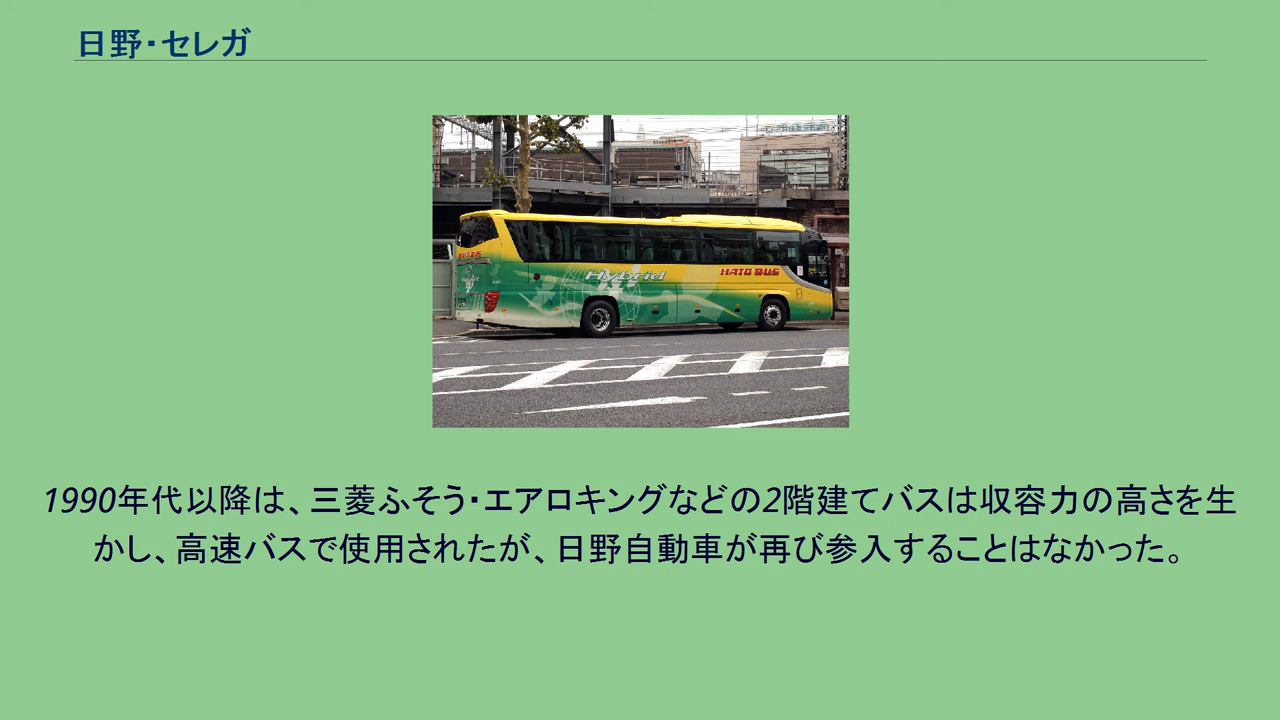 日野・セレガ
Hybrid
HATO BUS
1990年代以降は、三菱ふそう・エアロキングなどの2階建てバスは収容力の高さを生
かし、高速バスで使用されたが、日野自動車が再び参入することはなかった。